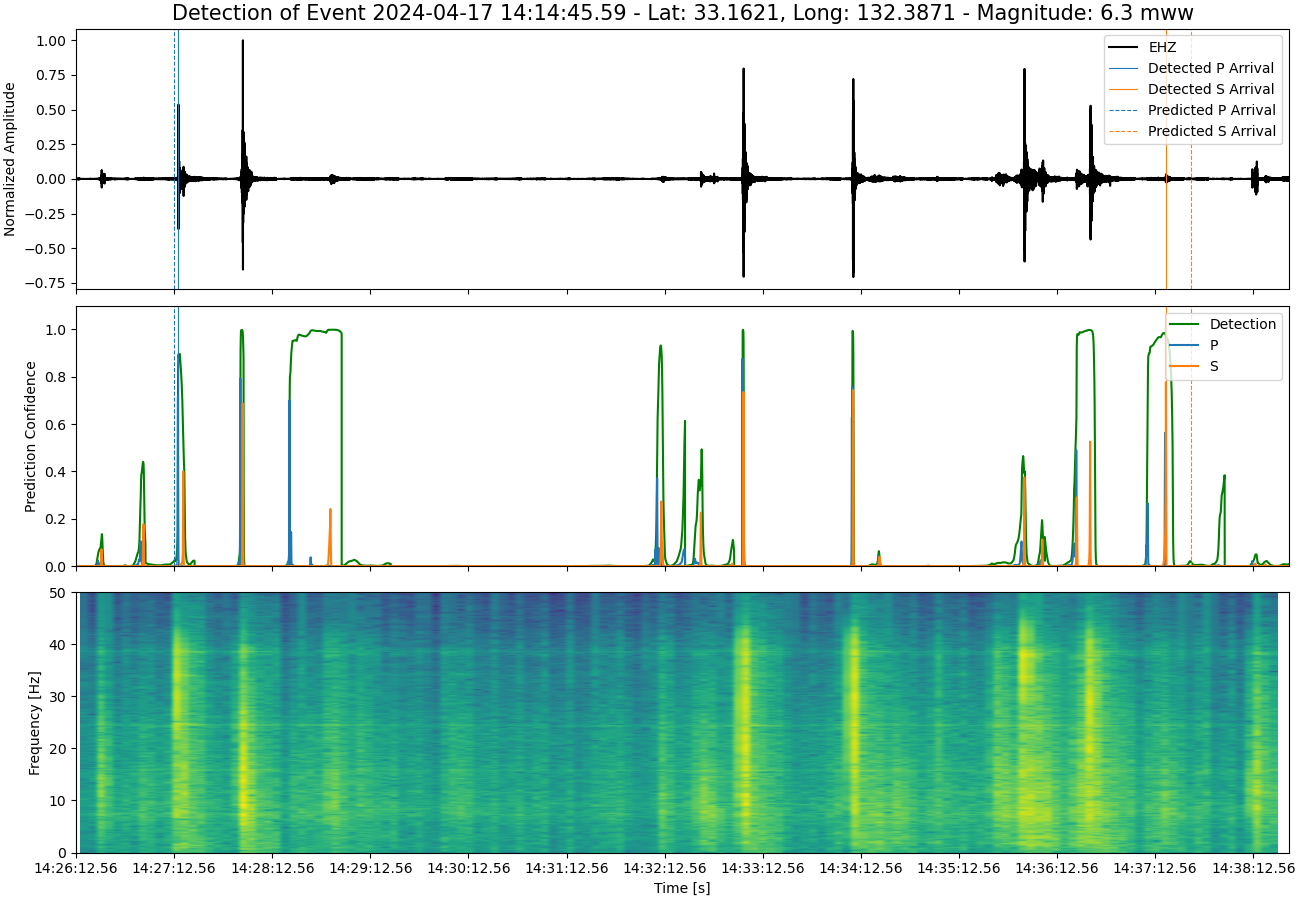 Detection of Event 2024-04-17 14:14:45.59 - Lat: 33.1621, Long: 132.3871 - Magnitude: 6.3 mww
Normalized Amplitude
1.00
0.75
0.50
0.25
0.00
−0.25
−0.50
−0.75
EHZ
Detected P Arrival
Detected S Arrival
Predicted P Arrival
Predicted S Arrival
Prediction Confidence
1.0
0.8
0.6
0.4
0.2
0.0
Detection
P
S
Frequency [Hz]
50
40
30
20
10
0
14:26:12.56 14:27:12.56 14:28:12.56 14:29:12.56 14:30:12.56 14:31:12.56 14:32:12.56 14:33:12.56 14:34:12.56 14:35:12.56 14:36:12.56 14:37:12.56 14:38:12.56
Time [s]